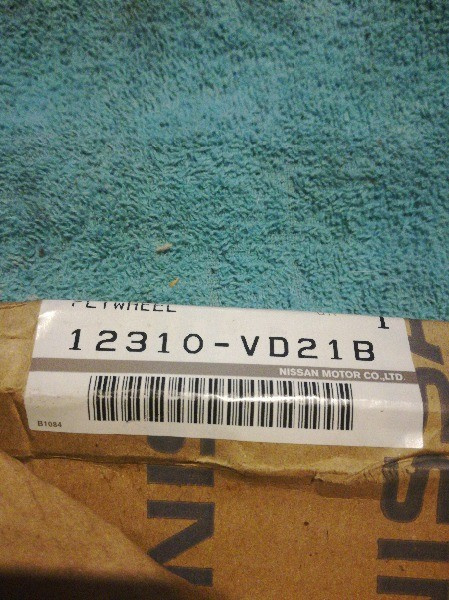 FLYWHEEL
1
12310-VD21B
NISSAN MOTOR CO.,LTD.
B1084